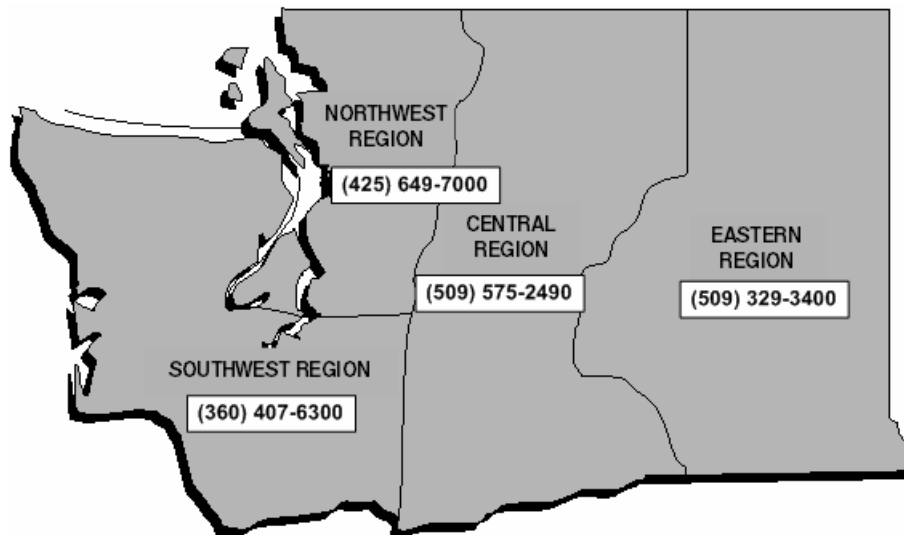 NORTHWEST
REGION
(425) 649-7000
CENTRAL
REGION
(509) 575-2490
EASTERN
REGION
(509) 329-3400
SOUTHWEST REGION
(360) 407-6300